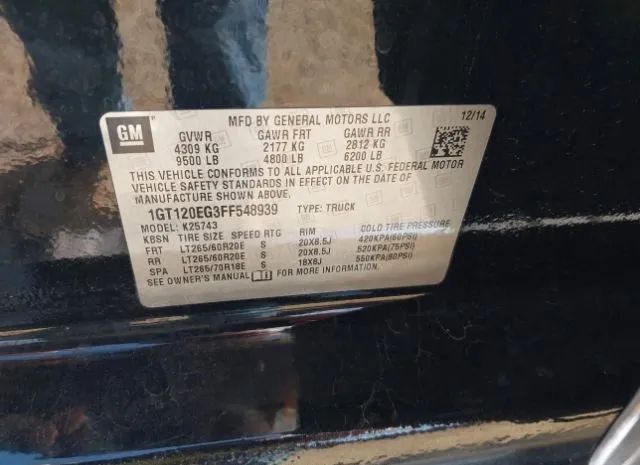 GM
MFD BY GENERAL MOTORS LLC
12/14
GVWR GAWR FRT GAWR RR
4309 KG 2177 KG 2812 KG
9500 LB 4800 LB 6200 LB
THIS VEHICLE CONFORMS TO ALL APPLICABLE U.S. FEDERAL MOTOR
VEHICLE SAFETY STANDARDS IN EFFECT ON THE DATE OF
MANUFACTURE SHOWN ABOVE.
1GT120EG3FF548939 TYPE: TRUCK
MODEL: K25743
KBSN TIRE SIZE SPEED RTG RIM COLD TIRE PRESSURE
FRT LT265/60R20E S 20X8.5J 420KPA(60PSI)
RR LT265/60R20E S 20X8.5J 520KPA(75PSI)
SPA LT265/70R18E S 18X8J 550KPA(80PSI)
SEE OWNER'S MANUAL FOR MORE INFORMATION.